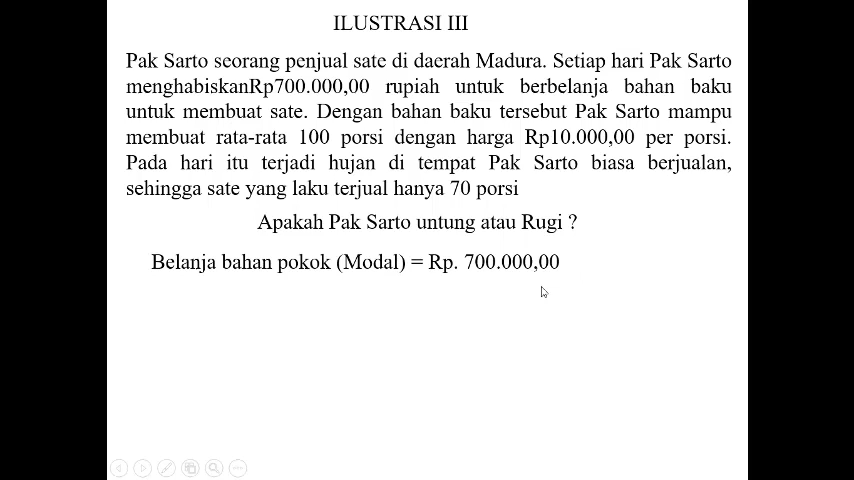 ILUSTRASI III
Pak Sarto seorang penjual sate di daerah Madura. Setiap hari Pak Sarto
menghabiskanRp700.000,00 rupiah untuk berbelanja bahan baku
untuk membuat sate. Dengan bahan baku tersebut Pak Sarto mampu
membuat rata-rata 100 porsi dengan harga Rp10.000,00 per porsi.
Pada hari itu terjadi hujan di tempat Pak Sarto biasa berjualan,
sehingga sate yang laku terjual hanya 70 porsi
Apakah Pak Sarto untung atau Rugi ?
Belanja bahan pokok (Modal) = Rp. 700.000,00